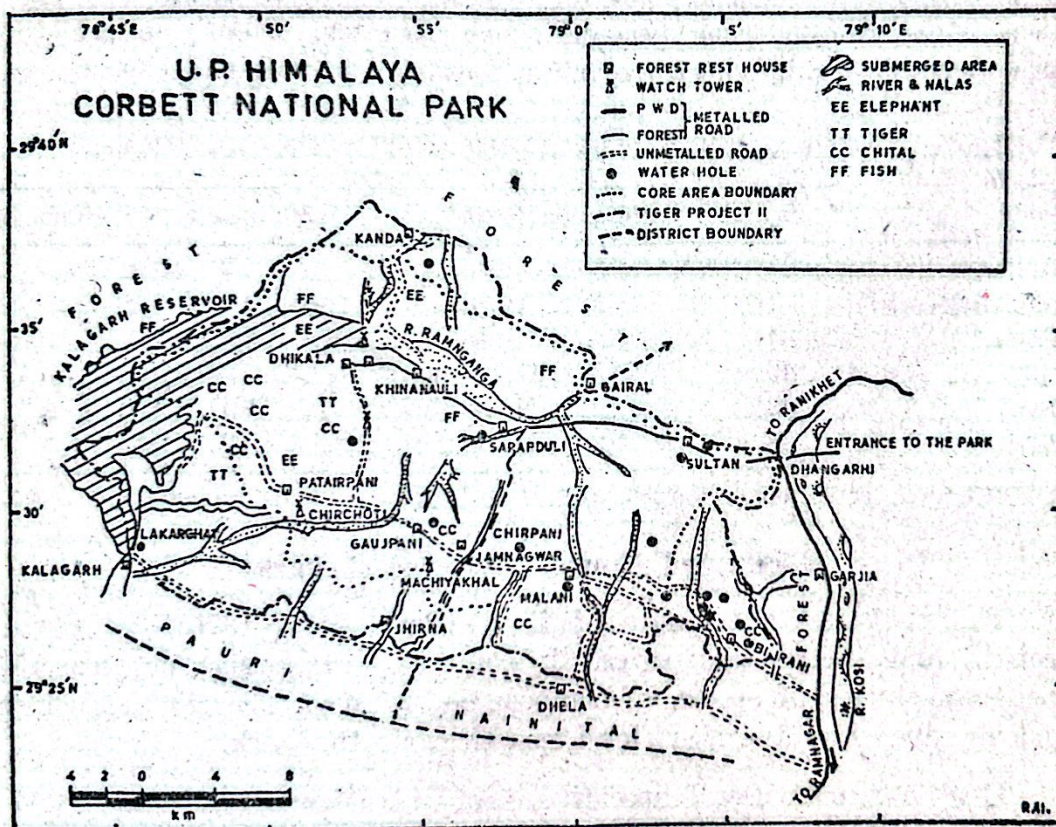 78°45'E 50' 55' 79°0' 5' 79°10'E
U.P. HIMALAYA
CORBETT NATIONAL PARK
FOREST REST HOUSE
WATCH TOWER
P W D
FOREST
METALLED
ROAD
UNMETALLED ROAD
WATER HOLE
CORE AREA BOUNDARY
TIGER PROJECT II
DISTRICT BOUNDARY
SUBMERGED AREA
RIVER & NALAS
EE ELEPHANT
TT TIGER
CC CHITAL
FF FISH
29°40'N
35'
30'
29°25'N
FOREST
FOREST
KALAGARH RESERVOIR
KANDA
FF
FF
EE
EE
R. RAMNGANGA
DHIKALA
KHINANAULI
FF
BAIRAL
TO RANIKHET
CC
CC
CC
TT
CC
FF
SARAPDULI
SULTAN
ENTRANCE TO THE PARK
DHANGARHI
CC
TT
EE
PATAIRPANI
CHIRCHOTI
LAKARGHAT
GAUJPANI
CC
CHIRPANI
JAMNAGWAR
KALAGARH
MACHIYAKHAL
MALANI
GARJIA
FOREST
JHIRNA
CC
CC
BIJRANI
PAUR
DHELA
NAINITAL
R. KOSI
TO RAMNAGAR
4 0 4 8
km
RAI.